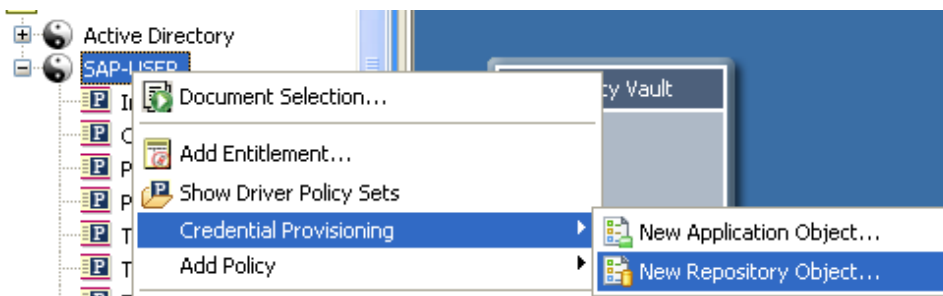 Active Directory
SAP-USER
Document Selection...
ty Vault
Add Entitlement...
Show Driver Policy Sets
Credential Provisioning
New Application Object...
Add Policy
New Repository Object...